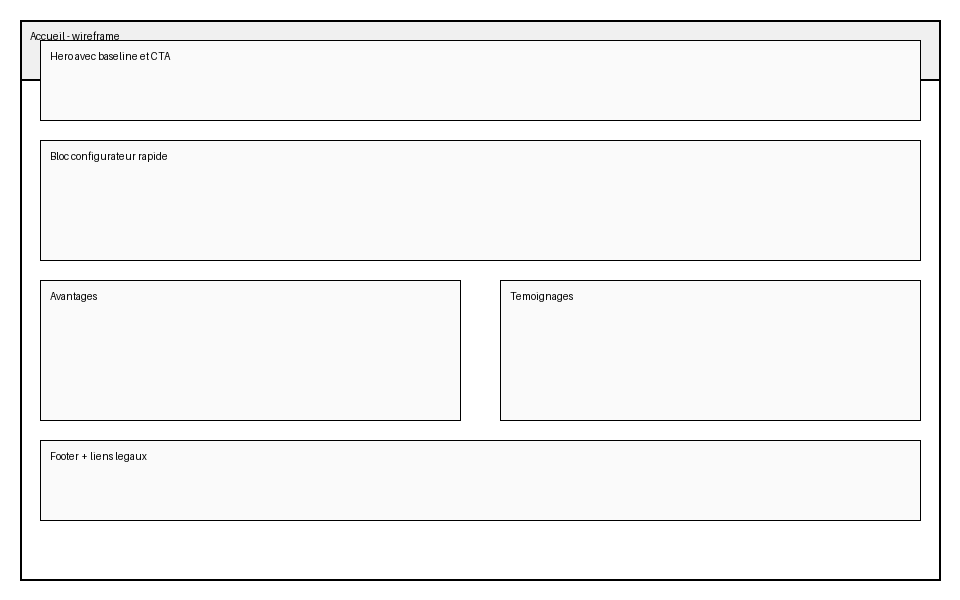 Accueil - wireframe
Hero avec baseline et CTA
Bloc configurateur rapide
Avantages
Temoignages
Footer + liens legaux